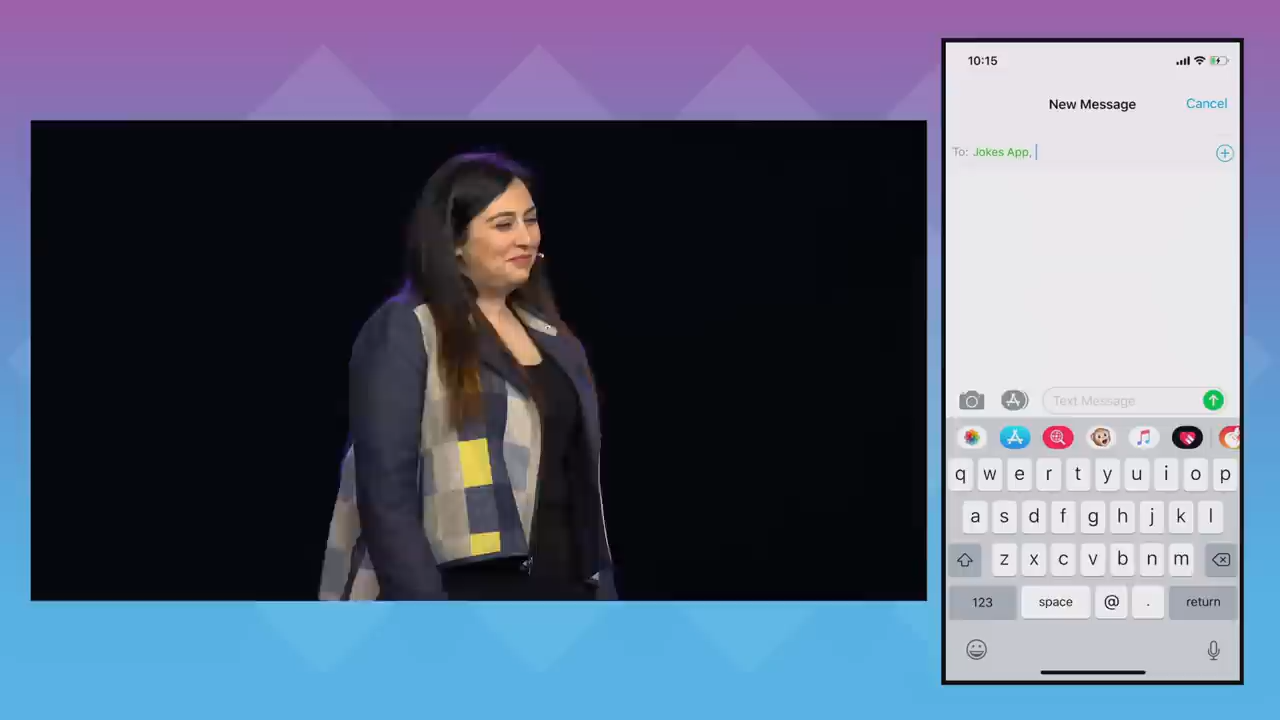 10:15
New Message
Cancel
To: Jokes App,
Text Message
q w e r t y u i o p
a s d f g h j k l
z x c v b n m
123 space @ . return